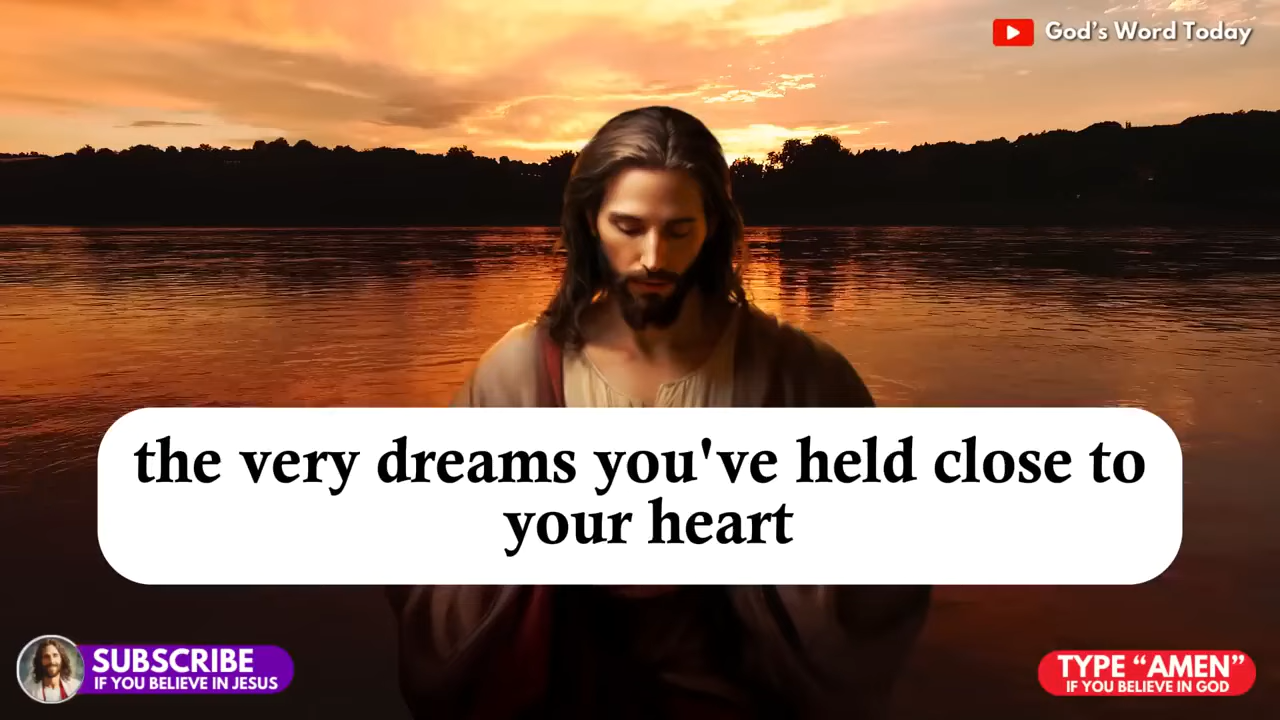 God's Word Today
the very dreams you've held close to
your heart
SUBSCRIBE
IF YOU BELIEVE IN JESUS
TYPE “AMEN”
IF YOU BELIEVE IN GOD